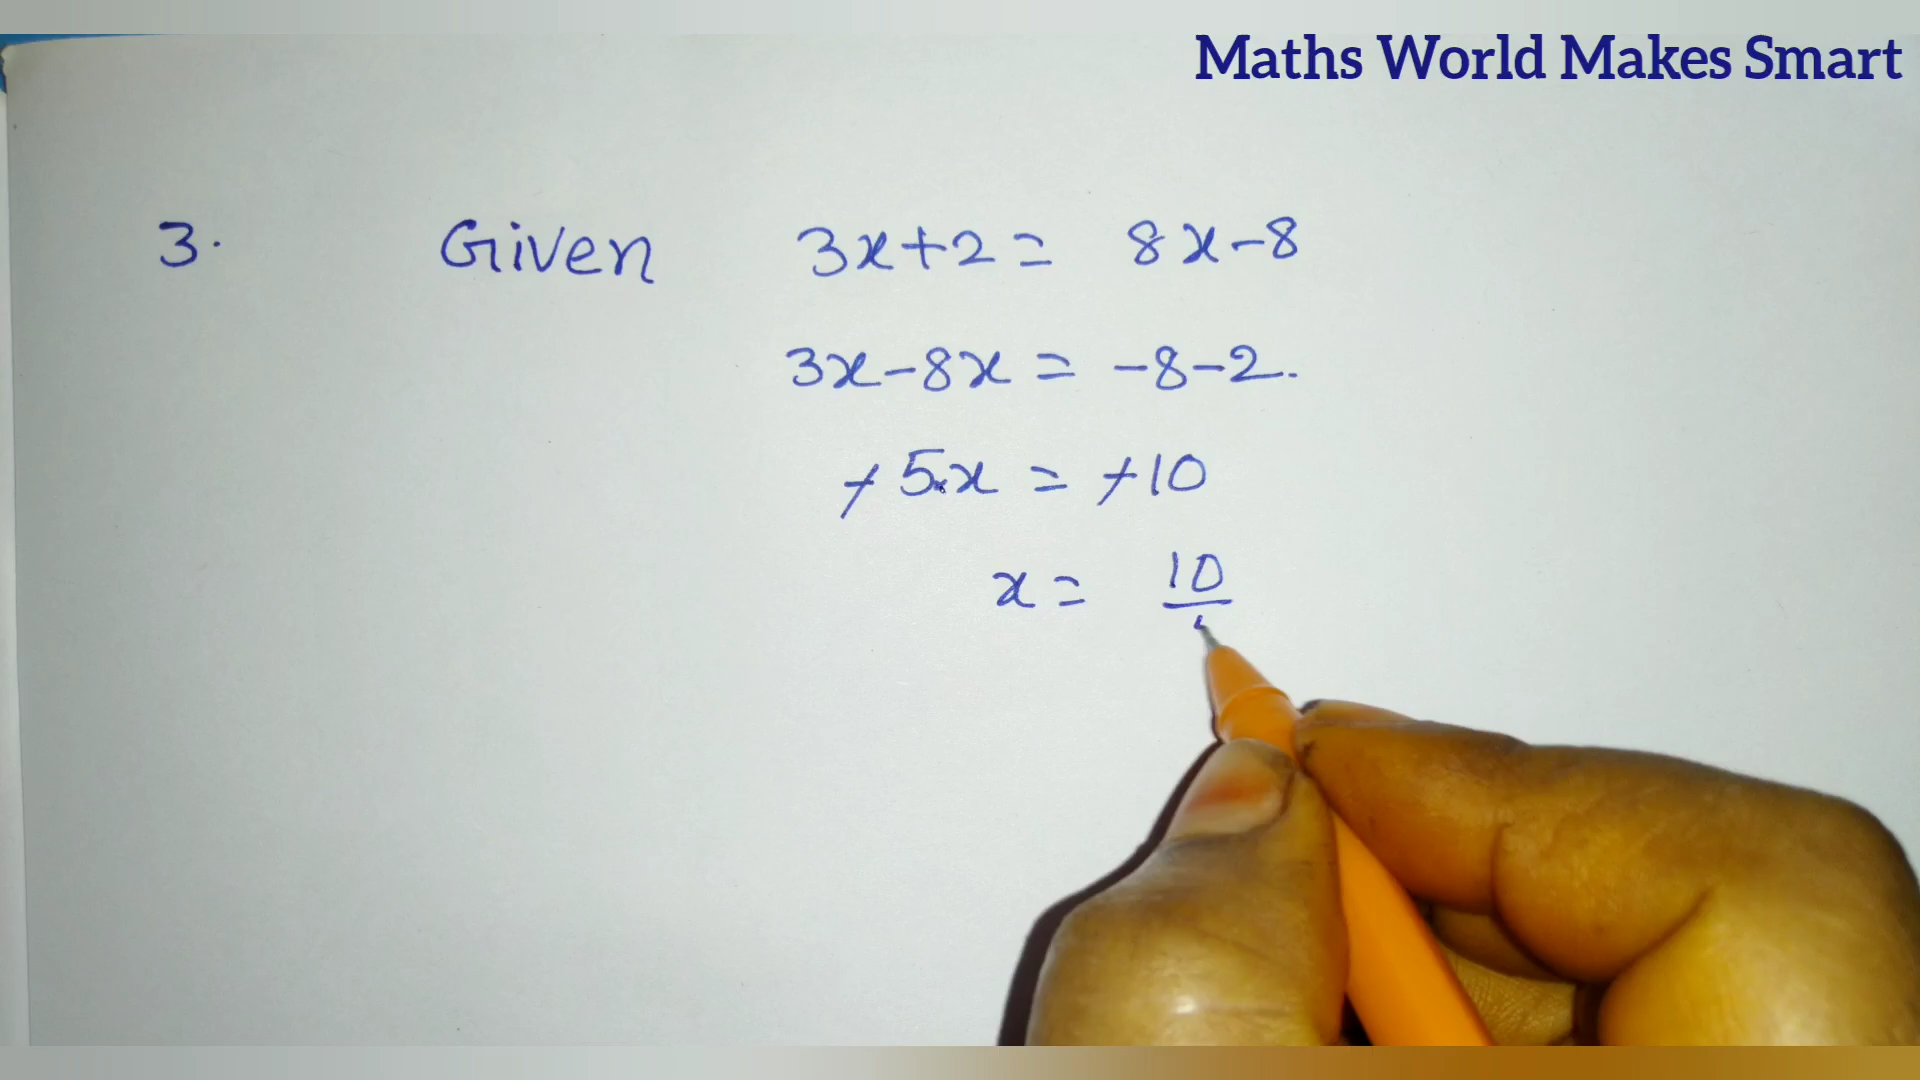 Maths World Makes Smart
3. Given 3x+2 = 8x-8
3x-8x = -8-2.
-5x = -10
x = 10